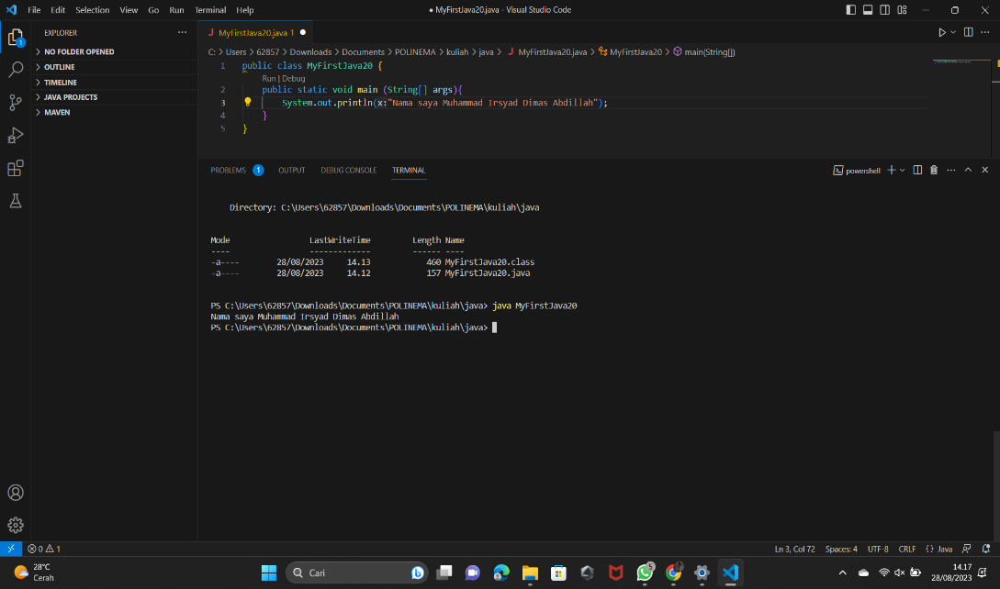 File Edit Selection View Go Run Terminal Help
● MyFirstJava20.java - Visual Studio Code
1
EXPLORER ···
NO FOLDER OPENED
OUTLINE
TIMELINE
JAVA PROJECTS
MAVEN
J MyFirstJava20.java 1 ●
C: > Users > 62857 > Downloads > Documents > POLINEMA > kuliah > java > J MyFirstJava20.java > MyFirstJava20 > main(String[])
1 public class MyFirstJava20 {
Run | Debug
2 public static void main (String[] args){
3 System.out.println(x:"Nama saya Muhammad Irsyad Dimas Abdillah");
4 }
5 }
PROBLEMS 1 OUTPUT DEBUG CONSOLE TERMINAL
powershell
Directory: C:\Users\62857\Downloads\Documents\POLINEMA\kuliah\java
Mode LastWriteTime Length Name
---- ------------- ------ ----
-a---- 28/08/2023 14.13 460 MyFirstJava20.class
-a---- 28/08/2023 14.12 157 MyFirstJava20.java
PS C:\Users\62857\Downloads\Documents\POLINEMA\kuliah\java> java MyFirstJava20
Nama saya Muhammad Irsyad Dimas Abdillah
PS C:\Users\62857\Downloads\Documents\POLINEMA\kuliah\java>
0 1
Ln 3, Col 72 Spaces: 4 UTF-8 CRLF {} Java
28°C
Cerah
Cari
5
14.17
28/08/2023